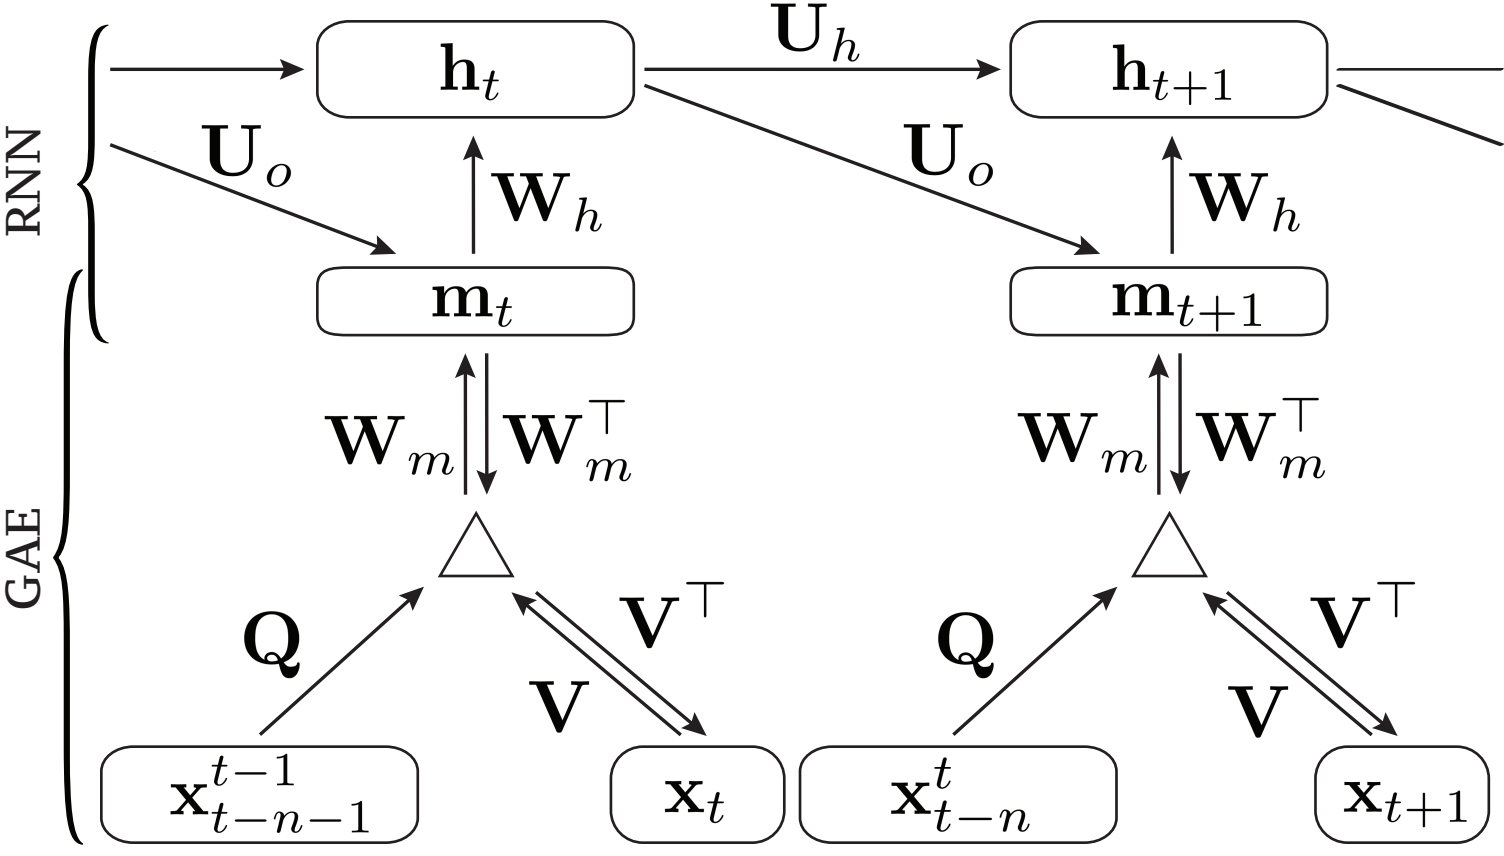 U_h
h_t h_{t+1}
RNN
U_o U_o
W_h W_h
m_t m_{t+1}
W_m W_m^⊤ W_m W_m^⊤
GAE
Q V^⊤ Q V^⊤
V V
x_{t-n-1}^{t-1} x_t x_{t-n}^t x_{t+1}